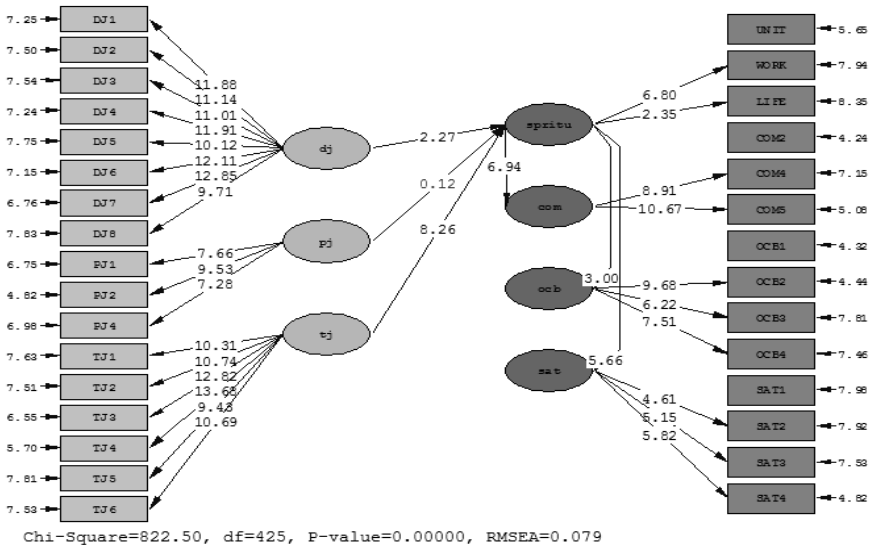 7.25 DJ1
7.50 DJ2
7.54 DJ3
7.24 DJ4
7.75 DJ5
7.15 DJ6
6.76 DJ7
7.83 DJ8
6.75 PJ1
4.82 PJ2
6.98 PJ4
7.63 TJ1
7.51 TJ2
6.55 TJ3
5.70 TJ4
7.81 TJ5
7.53 TJ6
11.88
11.14
11.01
11.91
10.12
12.11
12.85
9.71
7.66
9.53
7.28
10.31
10.74
12.82
13.68
9.43
10.69
dj
pj
tj
2.27
0.12
8.26
spritu
6.94
com
ocb
sat
3.00
5.66
6.80
2.35
8.91
10.67
9.68
6.22
7.51
4.61
5.15
5.82
UNIT 5.65
WORK 7.94
LIFE 8.35
COM2 4.24
COM4 7.15
COM5 5.08
OCB1 4.32
OCB2 4.44
OCB3 7.81
OCB4 7.46
SAT1 7.98
SAT2 7.92
SAT3 7.53
SAT4 4.82
Chi-Square=822.50, df=425, P-value=0.00000, RMSEA=0.079